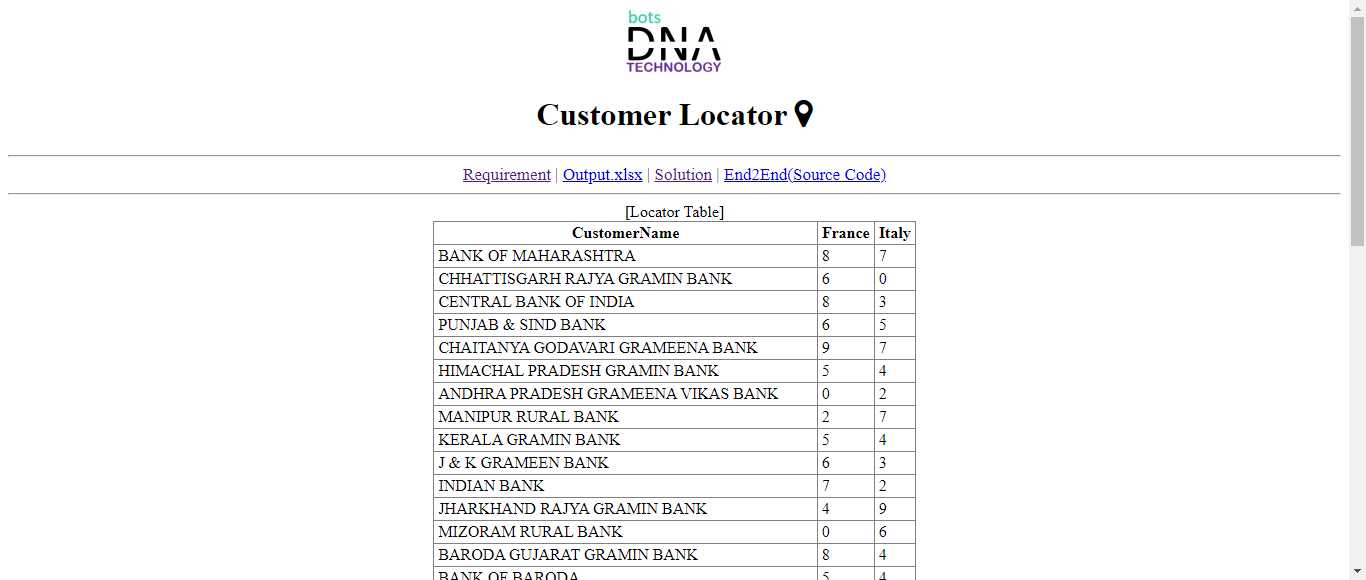 bots
DNA
TECHNOLOGY
Customer Locator
Requirement | Output.xlsx | Solution | End2End(Source Code)
[Locator Table]
CustomerName France Italy
BANK OF MAHARASHTRA 8 7
CHHATTISGARH RAJYA GRAMIN BANK 6 0
CENTRAL BANK OF INDIA 8 3
PUNJAB & SIND BANK 6 5
CHAITANYA GODAVARI GRAMEENA BANK 9 7
HIMACHAL PRADESH GRAMIN BANK 5 4
ANDHRA PRADESH GRAMEENA VIKAS BANK 0 2
MANIPUR RURAL BANK 2 7
KERALA GRAMIN BANK 5 4
J & K GRAMEEN BANK 6 3
INDIAN BANK 7 2
JHARKHAND RAJYA GRAMIN BANK 4 9
MIZORAM RURAL BANK 0 6
BARODA GUJARAT GRAMIN BANK 8 4
BANK OF BARODA 5 4